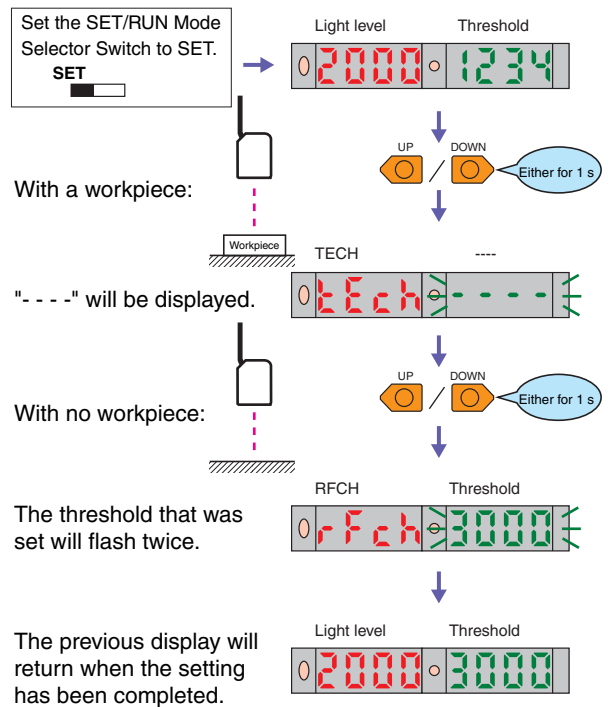 Set the SET/RUN Mode
Selector Switch to SET.
SET
Light level Threshold
2000 1234
UP DOWN
Either for 1 s
With a workpiece:
Workpiece
TECH ----
"- - - -" will be displayed.
tEch - - - -
UP DOWN
Either for 1 s
With no workpiece:
RFCH Threshold
The threshold that was
set will flash twice.
rFch 3000
Light level Threshold
The previous display will
return when the setting
has been completed.
2000 3000